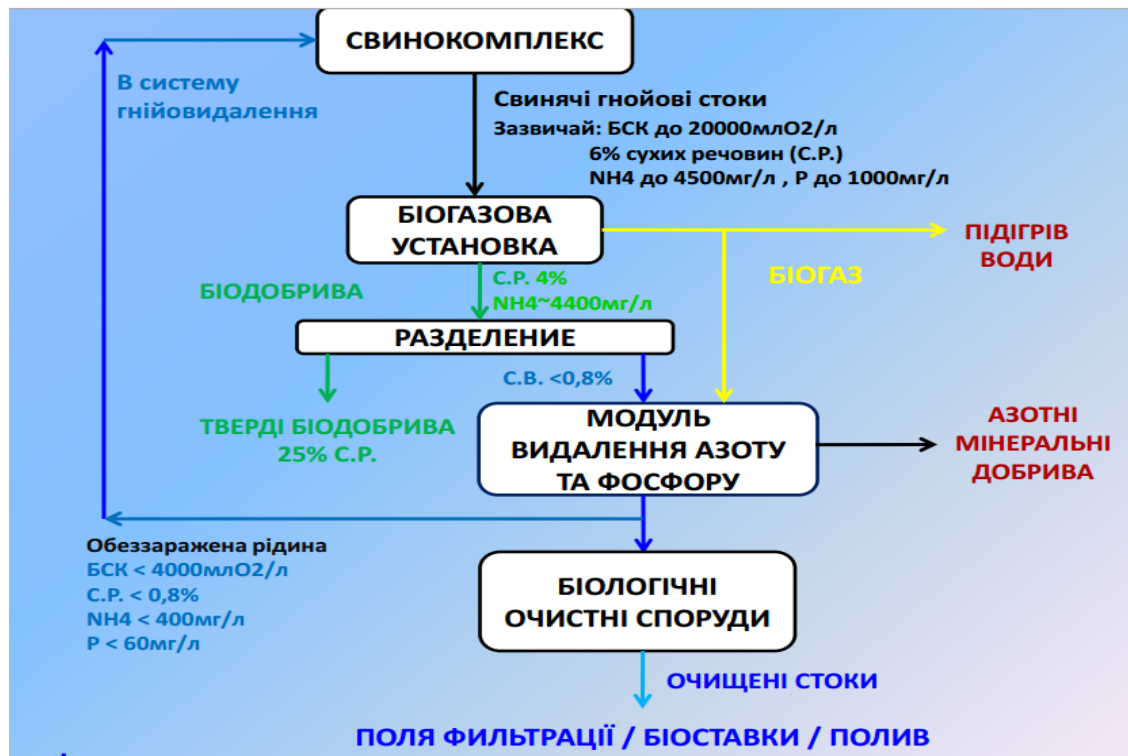 СВИНОКОМПЛЕКС
В систему
гнійовидалення
Свинячі гнойові стоки
Зазвичай: БСК до 20000млО2/л
6% сухих речовин (С.Р.)
NH4 до 4500мг/л , Р до 1000мг/л
БІОГАЗОВА
УСТАНОВКА
ПІДІГРІВ
ВОДИ
БІОГАЗ
БІОДОБРИВА
С.Р. 4%
NH4~4400мг/л
РАЗДЕЛЕНИЕ
С.В. <0,8%
ТВЕРДІ БІОДОБРИВА
25% С.Р.
МОДУЛЬ
ВИДАЛЕННЯ АЗОТУ
ТА ФОСФОРУ
АЗОТНІ
МІНЕРАЛЬНІ
ДОБРИВА
Обеззаражена рідина
БСК < 4000млО2/л
С.Р. < 0,8%
NH4 < 400мг/л
Р < 60мг/л
БІОЛОГІЧНІ
ОЧИСТНІ СПОРУДИ
ОЧИЩЕНІ СТОКИ
ПОЛЯ ФИЛЬТРАЦІЇ / БІОСТАВКИ / ПОЛИВ